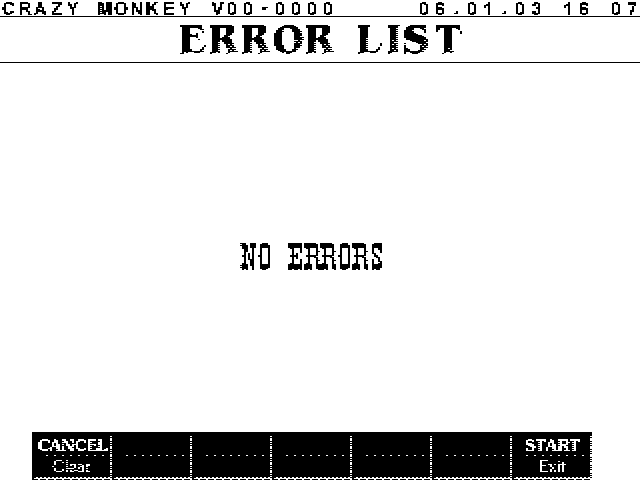 CRAZY MONKEY V00-0000 06.01.03 16 07
ERROR LIST
NO ERRORS
CANCEL START
Clear Exit